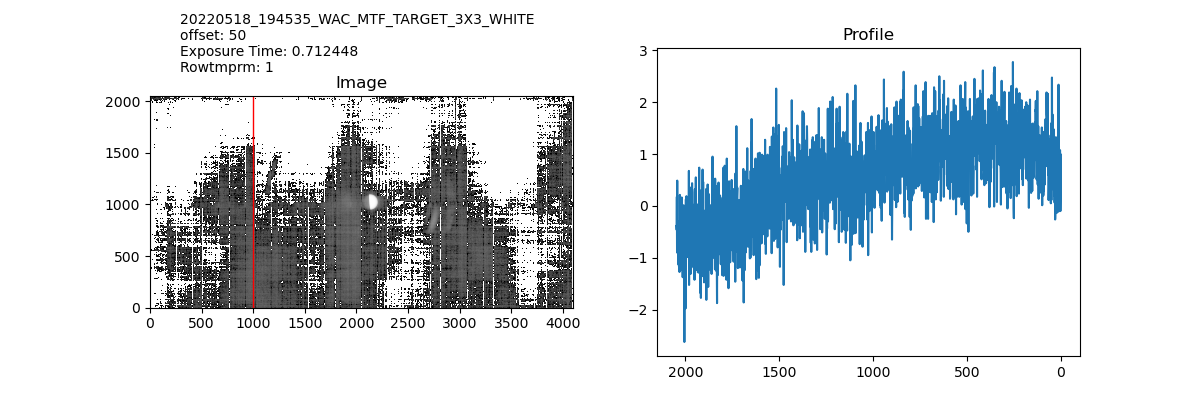 20220518_194535_WAC_MTF_TARGET_3X3_WHITE
offset: 50
Exposure Time: 0.712448
Rowtmprm: 1
Image
2000
1500
1000
500
0
0 500 1000 1500 2000 2500 3000 3500 4000
Profile
3
2
1
0
−1
−2
2000 1500 1000 500 0